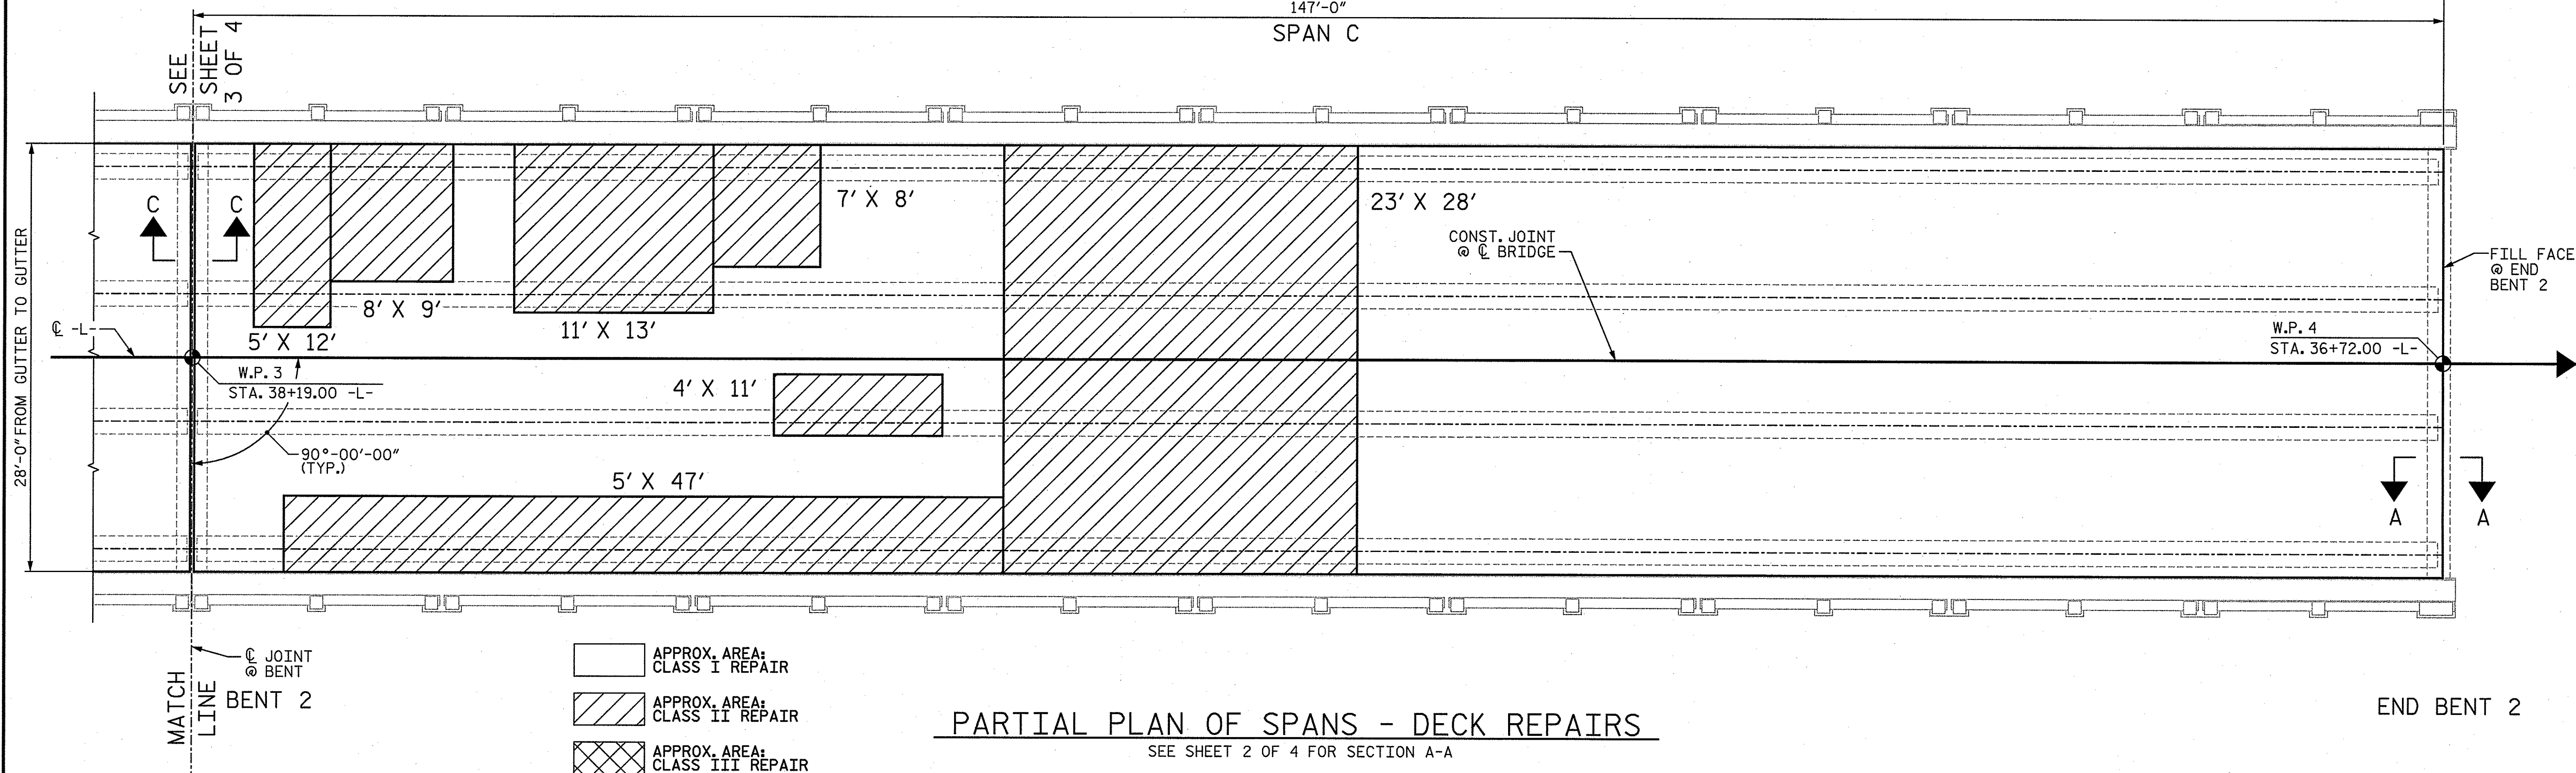 147'-0"
SPAN C
SEE
SHEET
3 OF 4
28'-0" FROM GUTTER TO GUTTER
C
C
7' X 8'
23' X 28'
CONST. JOINT
@ ℄ BRIDGE
FILL FACE
@ END
BENT 2
8' X 9'
11' X 13'
5' X 12'
℄ -L-
W.P. 3
STA. 38+19.00 -L-
4' X 11'
W.P. 4
STA. 36+72.00 -L-
90°-00'-00"
(TYP.)
5' X 47'
A
A
℄ JOINT
@ BENT
BENT 2
MATCH
LINE
APPROX. AREA:
CLASS I REPAIR
APPROX. AREA:
CLASS II REPAIR
APPROX. AREA:
CLASS III REPAIR
PARTIAL PLAN OF SPANS - DECK REPAIRS
SEE SHEET 2 OF 4 FOR SECTION A-A
END BENT 2